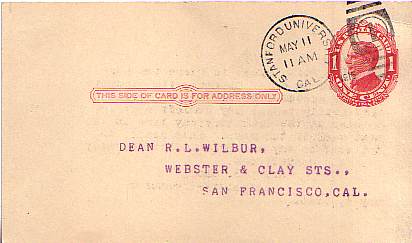 STANFORD UNIVERS
MAY 11
11 AM
CAL.
1
1
THIS SIDE OF CARD IS FOR ADDRESS ONLY
DEAN R.L.WILBUR,
WEBSTER & CLAY STS.,
SAN FRANCISCO,CAL.